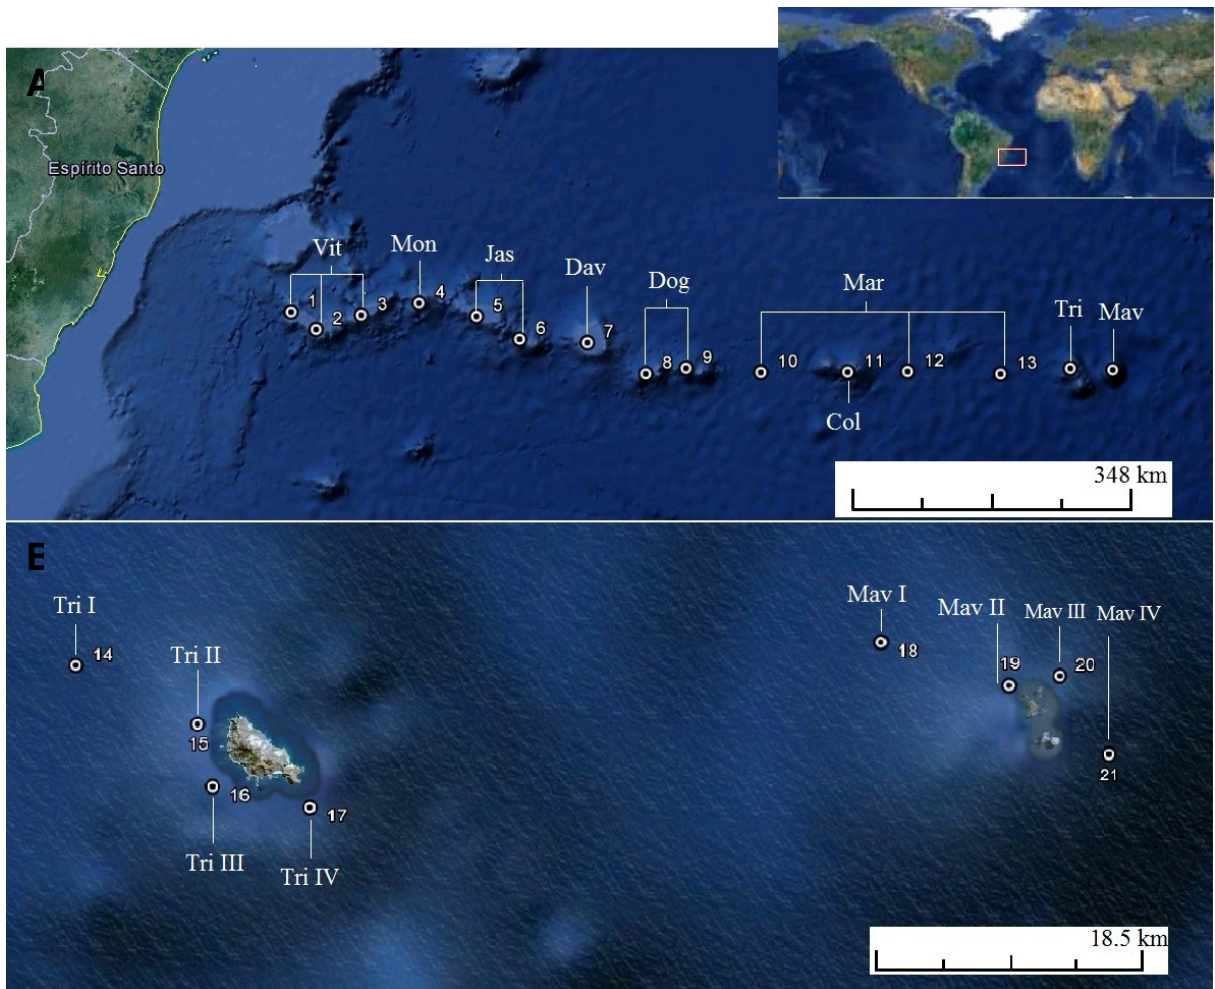 A
Espírito Santo
Vit
Mon
Jas
Dav
Dog
Mar
Tri
Mav
1
2
3
4
5
6
7
8
9
10
11
12
13
Col
348 km
E
Tri I
14
Tri II
15
16
17
Tri III
Tri IV
Mav I
Mav II
Mav III
Mav IV
18
19
20
21
18.5 km